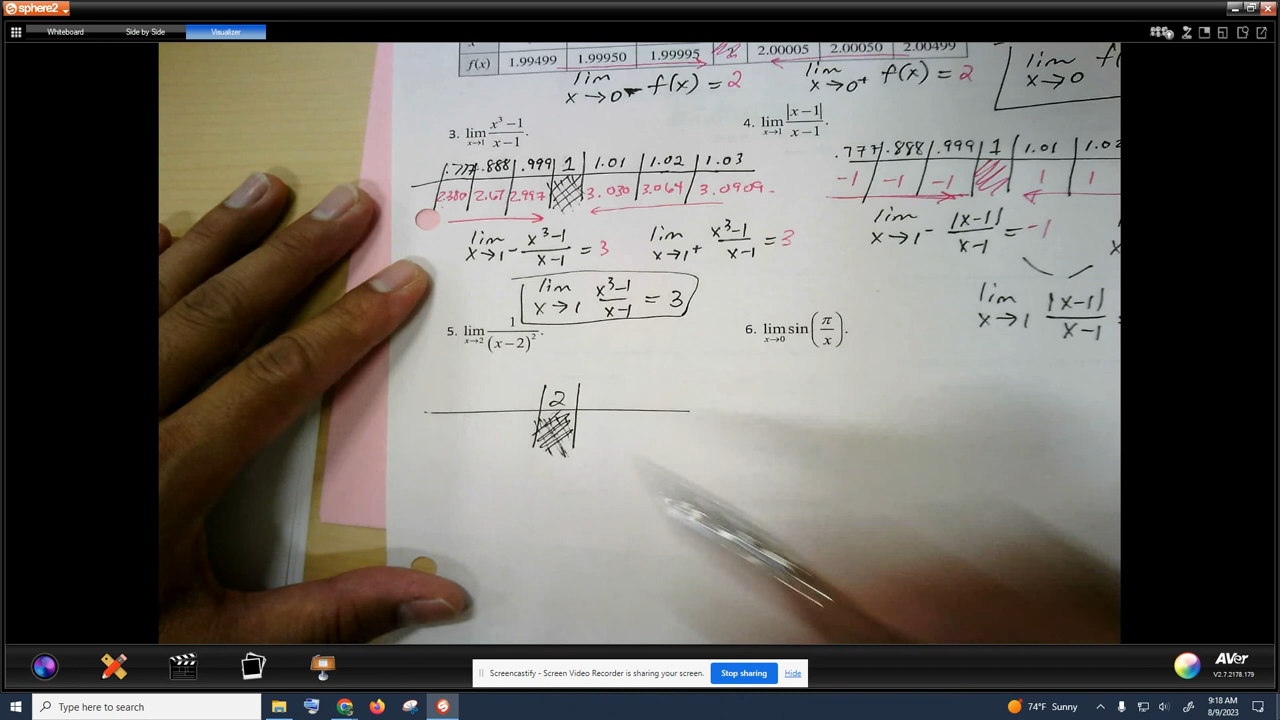 sphere2
Whiteboard Side by Side Visualizer
f(x) 1.99499 1.99950 1.99995 2.00005 2.00050 2.00499
lim x→0⁻ f(x) = 2 lim x→0⁺ f(x) = 2 lim x→0
3. lim x→1 x³−1/x−1. 4. lim x→1 |x−1|/x−1.
.777 .888 .999 1 1.01 1.02 1.03
2.380 2.67 2.997 3.030 3.064 3.0909
.777 .888 .999 1 1.01 1.02
-1 -1 -1 1 1
lim x→1⁻ x³−1/x−1 = 3 lim x→1⁺ x³−1/x−1 = 3 lim x→1⁻ |x−1|/x−1 = -1
lim x→1 x³−1/x−1 = 3 lim x→1 |x−1|/x−1
5. lim x→2 1/(x−2)². 6. lim x→0 sin(π/x).
2
Screencastify - Screen Video Recorder is sharing your screen. Stop sharing Hide
AVer
V2.7.2178.179
Type here to search
74°F Sunny
9:18 AM
8/9/2023